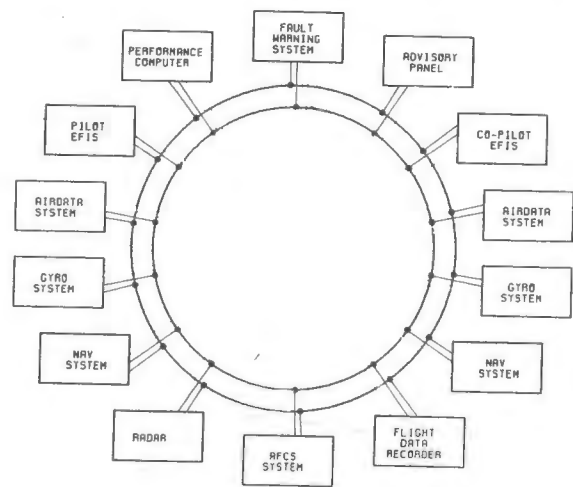 FAULT
WARNING
SYSTEM
PERFORMANCE
COMPUTER
ADVISORY
PANEL
PILOT
EFIS
CO-PILOT
EFIS
AIRDATA
SYSTEM
AIRDATA
SYSTEM
GYRO
SYSTEM
GYRO
SYSTEM
NAV
SYSTEM
NAV
SYSTEM
RADAR
AFCS
SYSTEM
FLIGHT
DATA
RECORDER